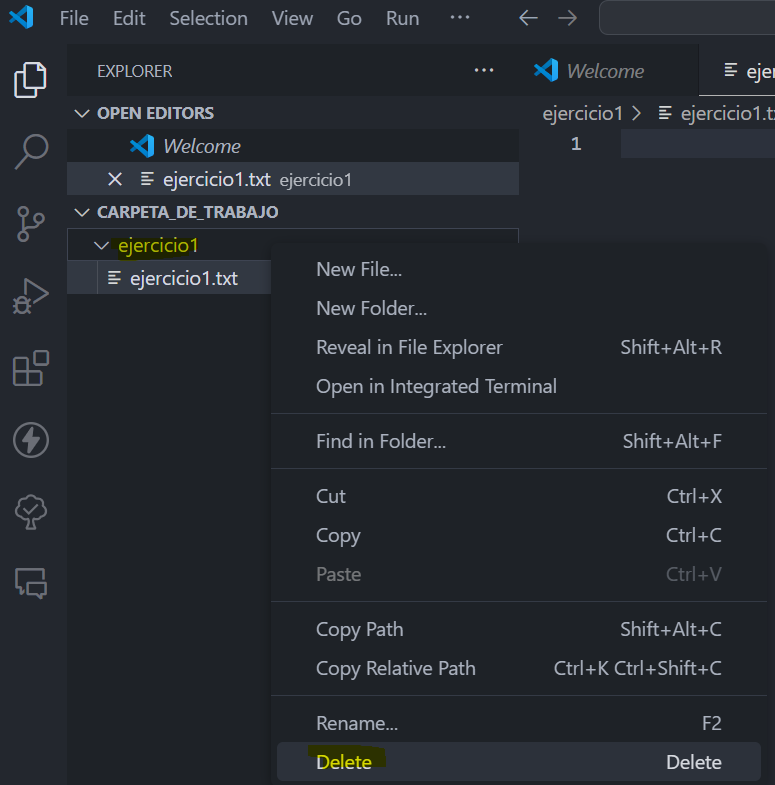 File Edit Selection View Go Run ···
EXPLORER ···
OPEN EDITORS
Welcome
ejercicio1.txt ejercicio1
CARPETA_DE_TRABAJO
ejercicio1
ejercicio1.txt
Welcome
ejercicio1 > ejercicio1.
1
New File...
New Folder...
Reveal in File Explorer Shift+Alt+R
Open in Integrated Terminal
Find in Folder... Shift+Alt+F
Cut Ctrl+X
Copy Ctrl+C
Paste Ctrl+V
Copy Path Shift+Alt+C
Copy Relative Path Ctrl+K Ctrl+Shift+C
Rename... F2
Delete Delete